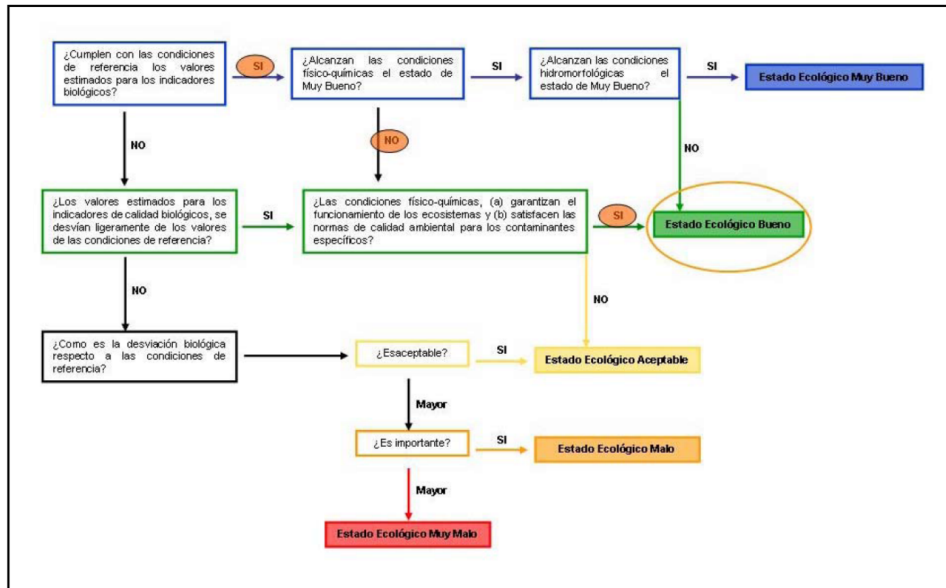 ¿Cumplen con las condiciones
de referencia los valores
estimados para los indicadores
biológicos?
SI
¿Alcanzan las condiciones
físico-químicas el estado de
Muy Bueno?
SI
¿Alcanzan las condiciones
hidromorfológicas el
estado de Muy Bueno?
SI
Estado Ecológico Muy Bueno
NO
NO
NO
¿Los valores estimados para los
indicadores de calidad biológicos, se
desvían ligeramente de los valores
de las condiciones de referencia?
SI
¿Las condiciones físico-químicas, (a) garantizan el
funcionamiento de los ecosistemas y (b) satisfacen las
normas de calidad ambiental para los contaminantes
específicos?
SI
Estado Ecológico Bueno
NO
NO
¿Como es la desviación biológica
respecto a las condiciones de
referencia?
¿Esaceptable?
SI
Estado Ecológico Aceptable
Mayor
¿Es importante?
SI
Estado Ecológico Malo
Mayor
Estado Ecológico Muy Malo